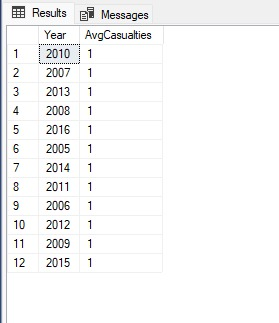 Results Messages
Year AvgCasualties
1 2010 1
2 2007 1
3 2013 1
4 2008 1
5 2016 1
6 2005 1
7 2014 1
8 2011 1
9 2006 1
10 2012 1
11 2009 1
12 2015 1